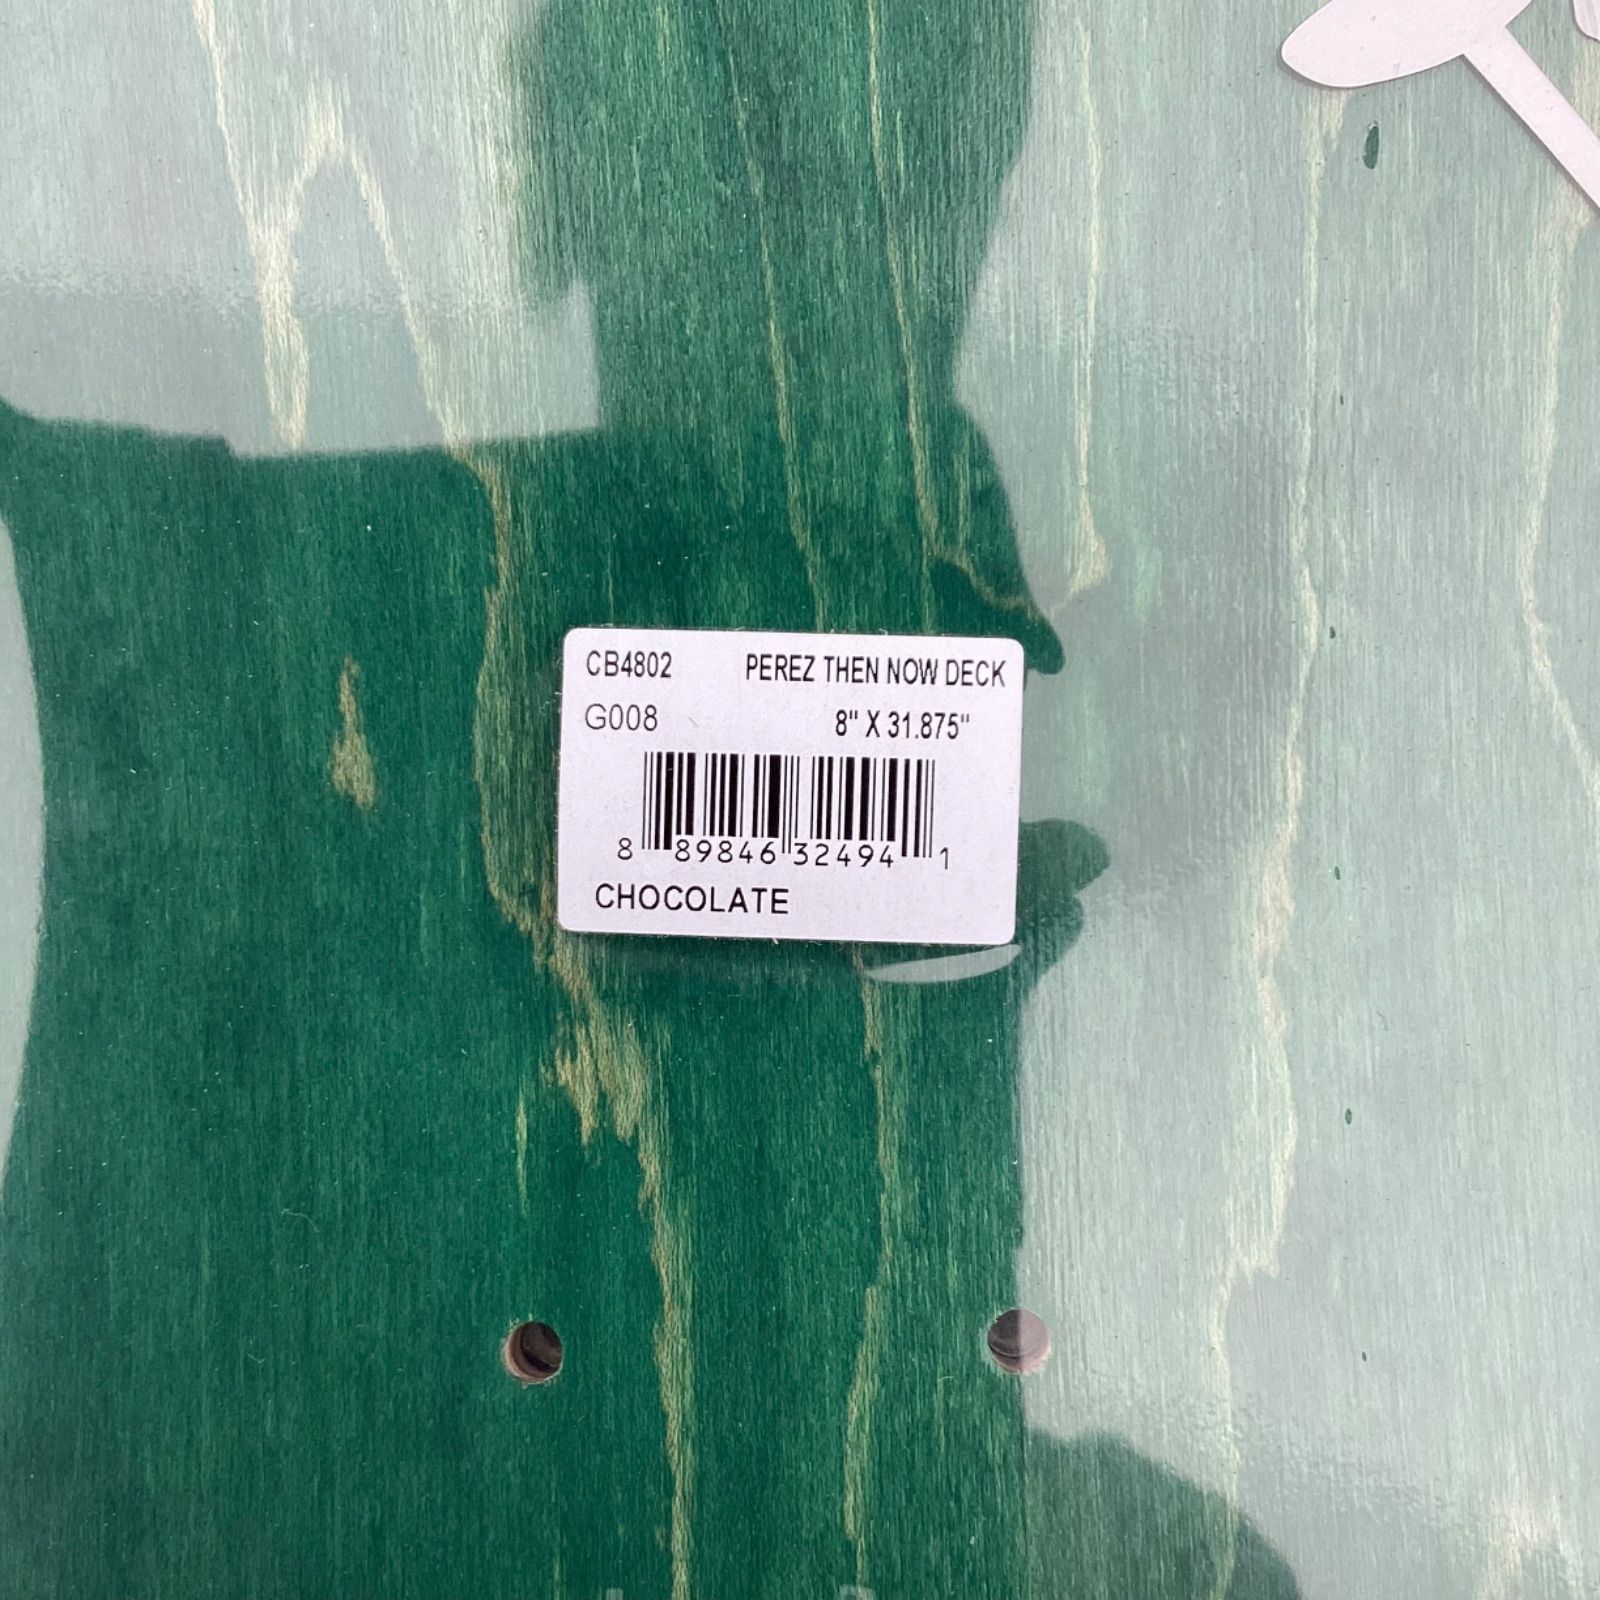 CB4802 PEREZ THEN NOW DECK
G008 8" X 31.875"
8 89846 32494 1
CHOCOLATE